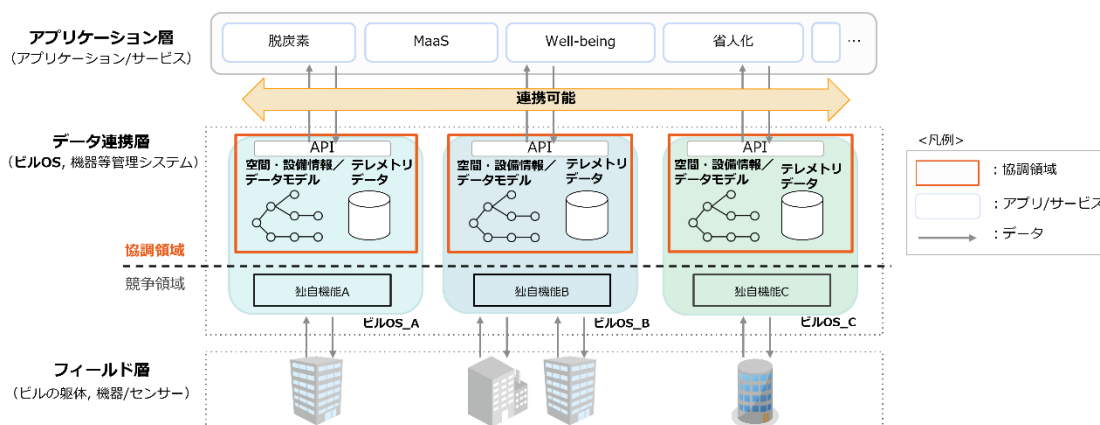 アプリケーション層
(アプリケーション/サービス)
脱炭素
MaaS
Well-being
省人化
…
連携可能
データ連携層
(ビルOS, 機器等管理システム)
API
空間・設備情報/
データモデル
テレメトリ
データ
API
空間・設備情報/
データモデル
テレメトリ
データ
API
空間・設備情報/
データモデル
テレメトリ
データ
<凡例>
:協調領域
:アプリ/サービス
:データ
協調領域
競争領域
独自機能A
独自機能B
独自機能C
ビルOS_A
ビルOS_B
ビルOS_C
フィールド層
(ビルの躯体, 機器/センサー)